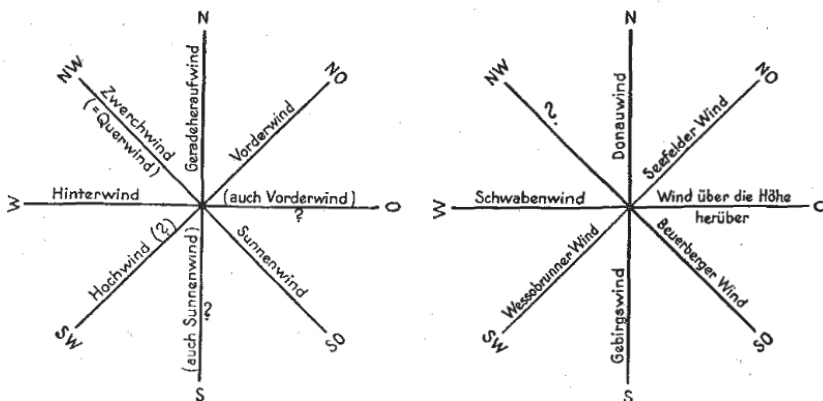 N
NW
NO
Zwerchwind
(=Querwind)
Geradeheraufwind
Vorderwind
W
Hinterwind
(auch Vorderwind)
?
O
Hochwind (?)
(auch Sunnenwind)
?
Sunnenwind
SW
SO
S
N
NW
NO
?
Donauwind
Seefelder Wind
W
Schwabenwind
Wind über die Höhe
herüber
O
Wessobrunner Wind
Gebirgswind
Beuerberger Wind
SW
SO
S